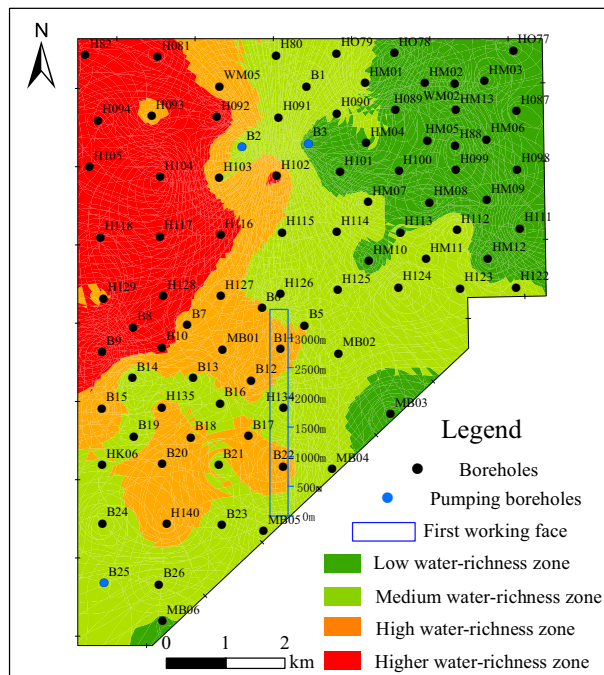 N
H82
H081
H80
HO79
HO78
HO77
WM05
B1
HM01
HM02
HM03
H094
H093
H092
H091
H090
H089
WM02
HM13
H087
B2
B3
HM04
HM05
H88
HM06
H105
H104
H103
H102
H101
H100
H099
H098
HM07
HM08
HM09
H118
H117
H116
H115
H114
H113
H112
H111
HM10
HM11
HM12
H129
H128
H127
H126
H125
H124
H123
H122
B6
B8
B7
B5
B9
B10
MB01
B11
3000m
MB02
B14
B13
B12
2500m
B15
H135
B16
H134
2000m
MB03
B19
B18
B17
1500m
HK06
B20
B21
B22
1000m
MB04
500m
B24
H140
B23
MB05
0m
B25
B26
MB06
Legend
Boreholes
Pumping boreholes
First working face
Low water-richness zone
Medium water-richness zone
High water-richness zone
Higher water-richness zone
0 1 2
km